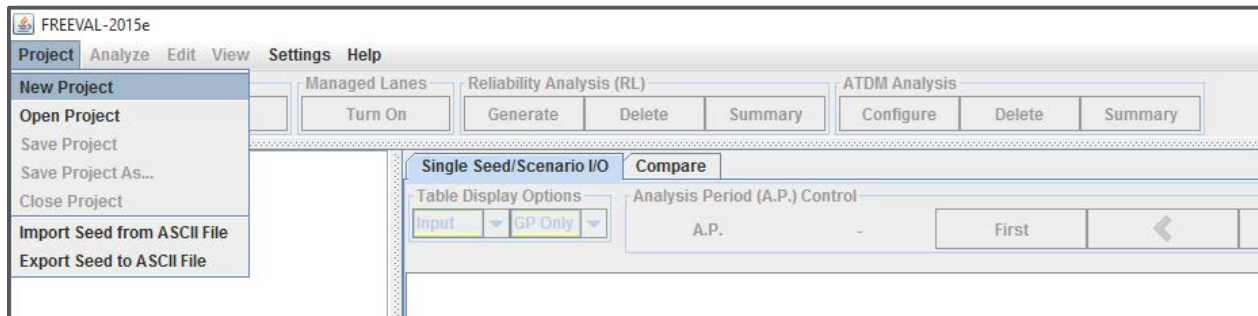 FREEVAL-2015e
Project Analyze Edit View Settings Help
New Project
Open Project
Save Project
Save Project As...
Close Project
Import Seed from ASCII File
Export Seed to ASCII File
Managed Lanes Reliability Analysis (RL) ATDM Analysis
Turn On Generate Delete Summary Configure Delete Summary
Single Seed/Scenario I/O Compare
Table Display Options Analysis Period (A.P.) Control
Input GP Only A.P. - First